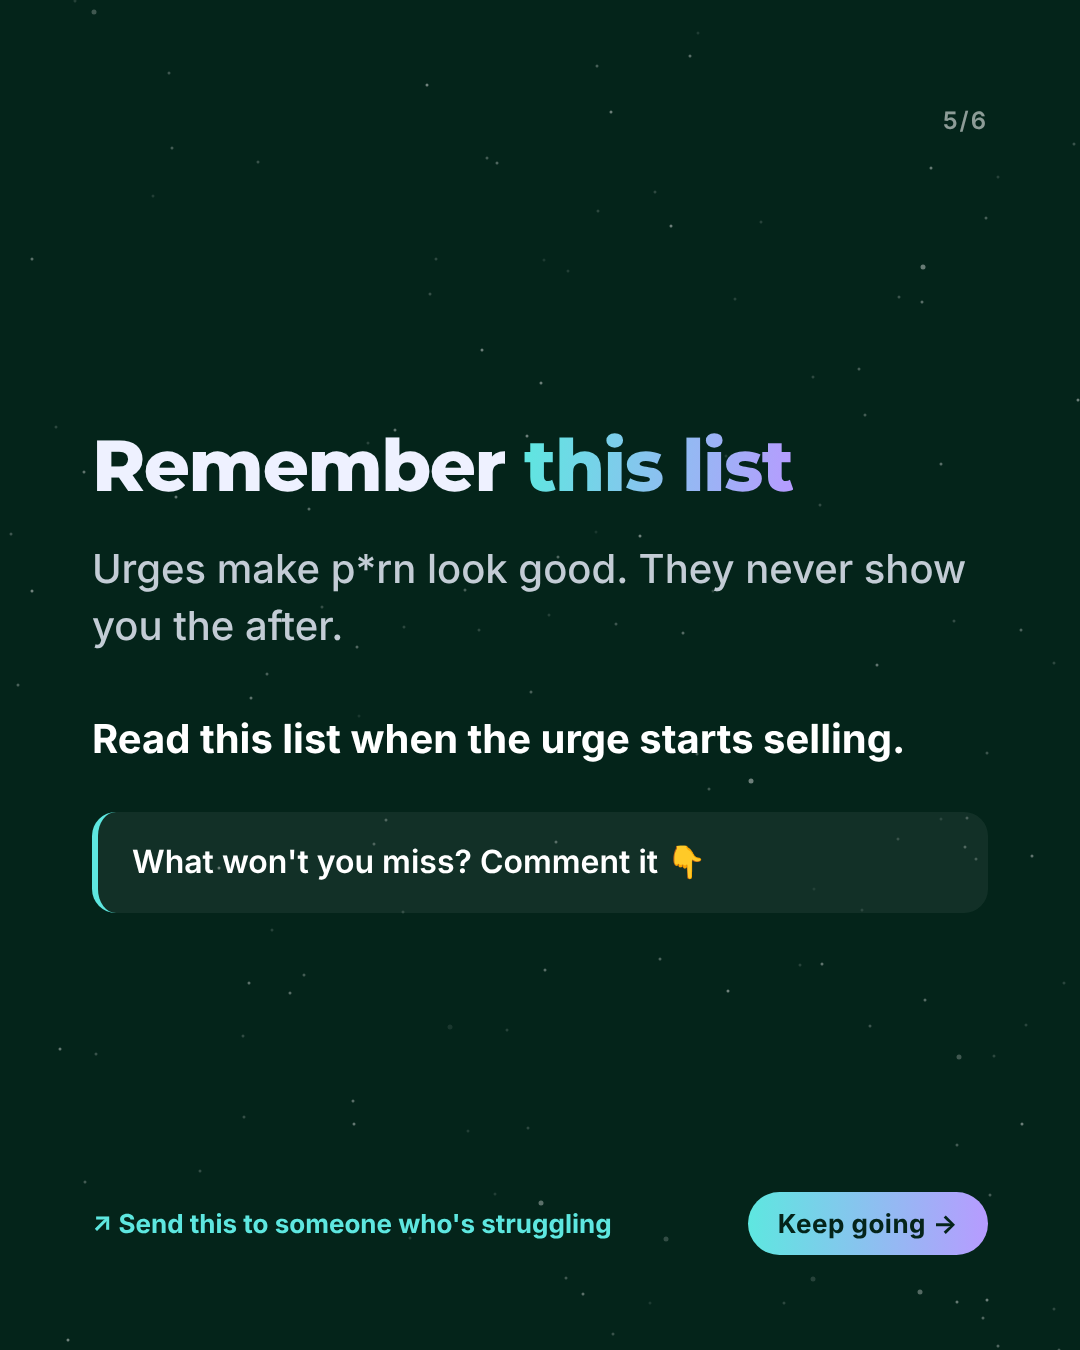 5/6
Remember this list
Urges make p*rn look good. They never show
you the after.
Read this list when the urge starts selling.
What won't you miss? Comment it 👇
↗ Send this to someone who's struggling
Keep going →